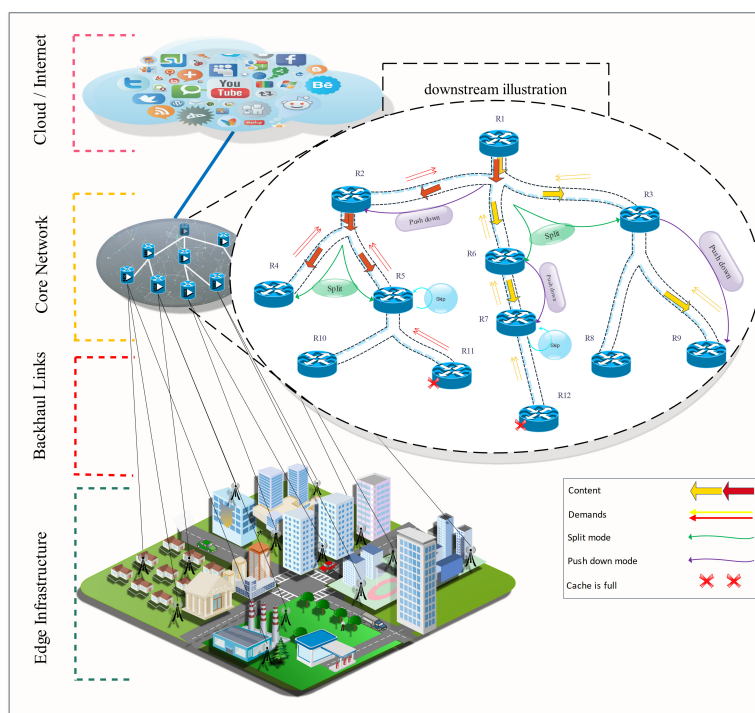 Cloud / Internet
Core Network
Backhaul Links
Edge Infrastructure
You
Tube
Bē
downstream illustration
R1
R2
R3
Push down
Split
R6
R4
R5
Split
Skip
Push down
Push down
R7
Skip
R10
R11
R8
R9
R12
Content
Demands
Split mode
Push down mode
Cache is full